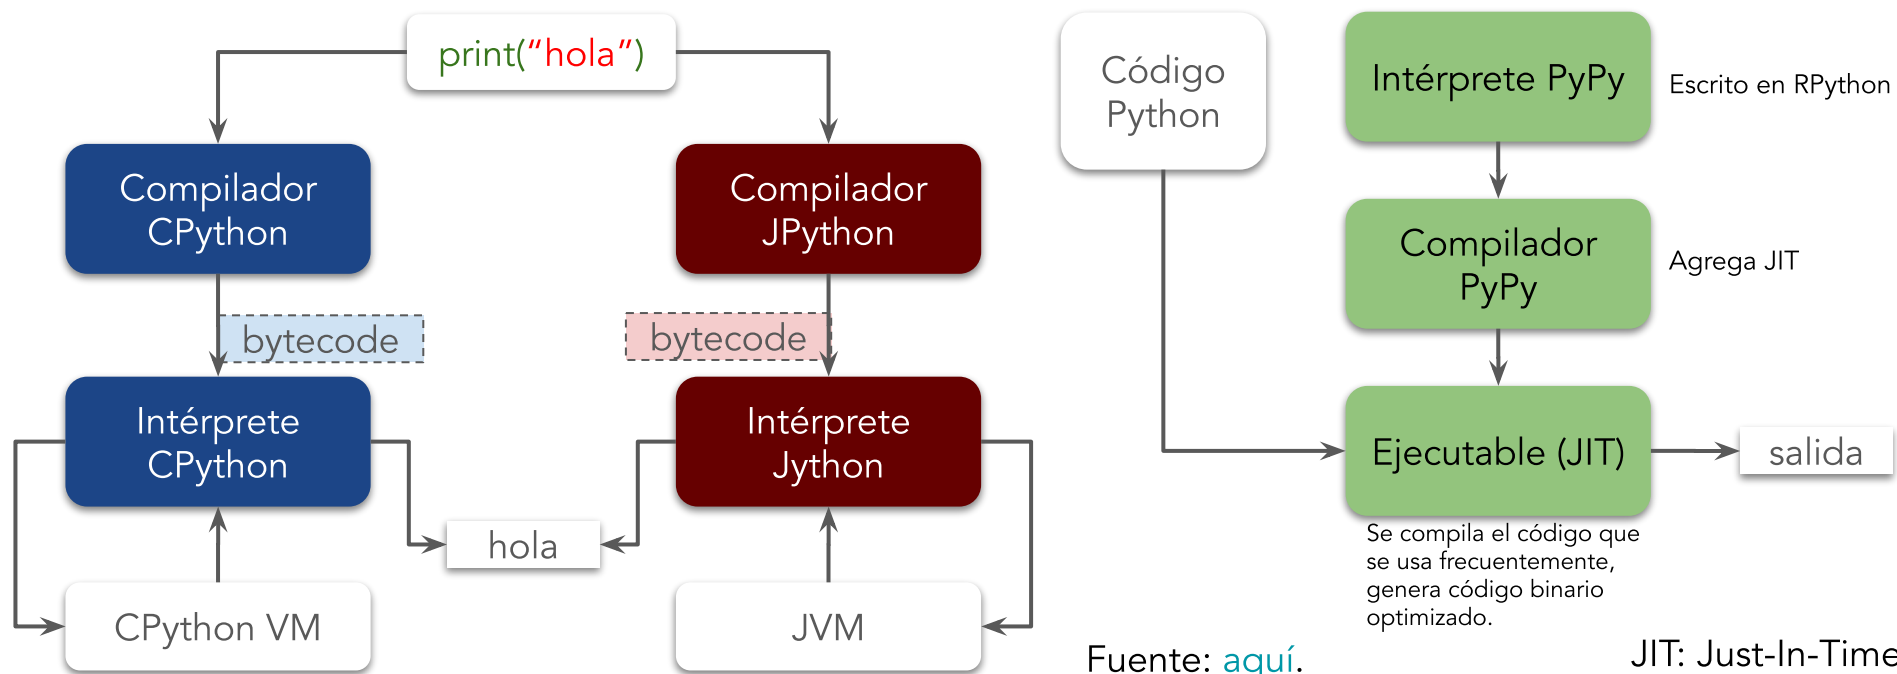 print(“hola”)
Compilador
CPython
Compilador
JPython
bytecode
bytecode
Intérprete
CPython
Intérprete
Jython
hola
CPython VM
JVM
Código
Python
Intérprete PyPy
Escrito en RPython
Compilador
PyPy
Agrega JIT
Ejecutable (JIT)
salida
Se compila el código que
se usa frecuentemente,
genera código binario
optimizado.
Fuente: aquí.
JIT: Just-In-Time